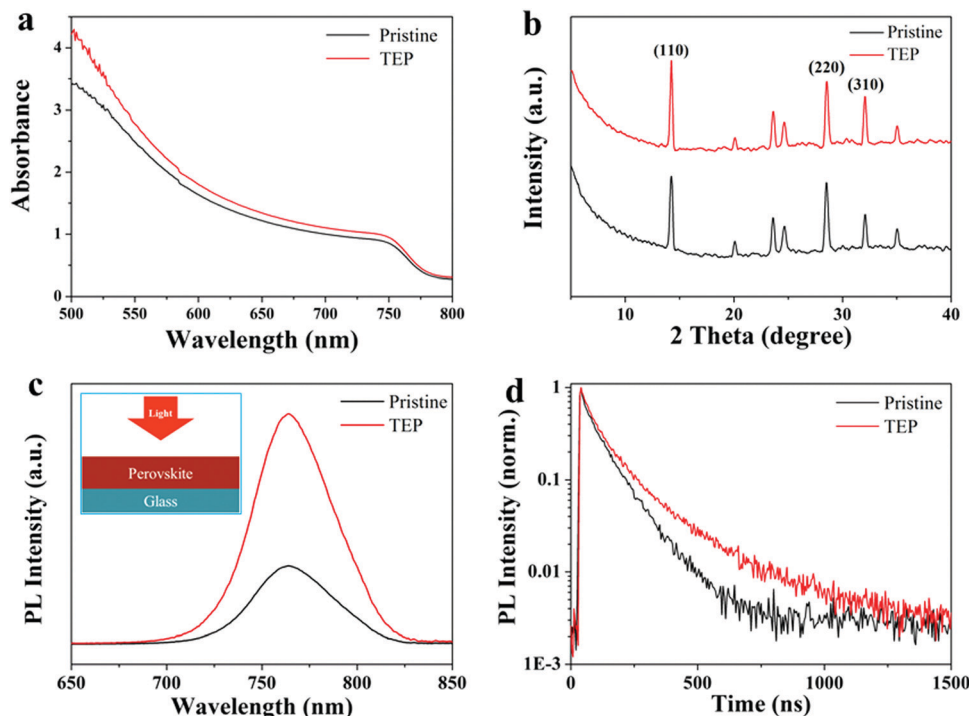 a
Pristine
TEP
4
3
2
1
0
Absorbance
500 550 600 650 700 750 800
Wavelength (nm)
b
Pristine
TEP
(110)
(220)
(310)
Intensity (a.u.)
10 20 30 40
2 Theta (degree)
c
Pristine
TEP
Light
Perovskite
Glass
PL Intensity (a.u.)
650 700 750 800 850
Wavelength (nm)
d
Pristine
TEP
1
0.1
0.01
1E-3
PL Intensity (norm.)
0 500 1000 1500
Time (ns)